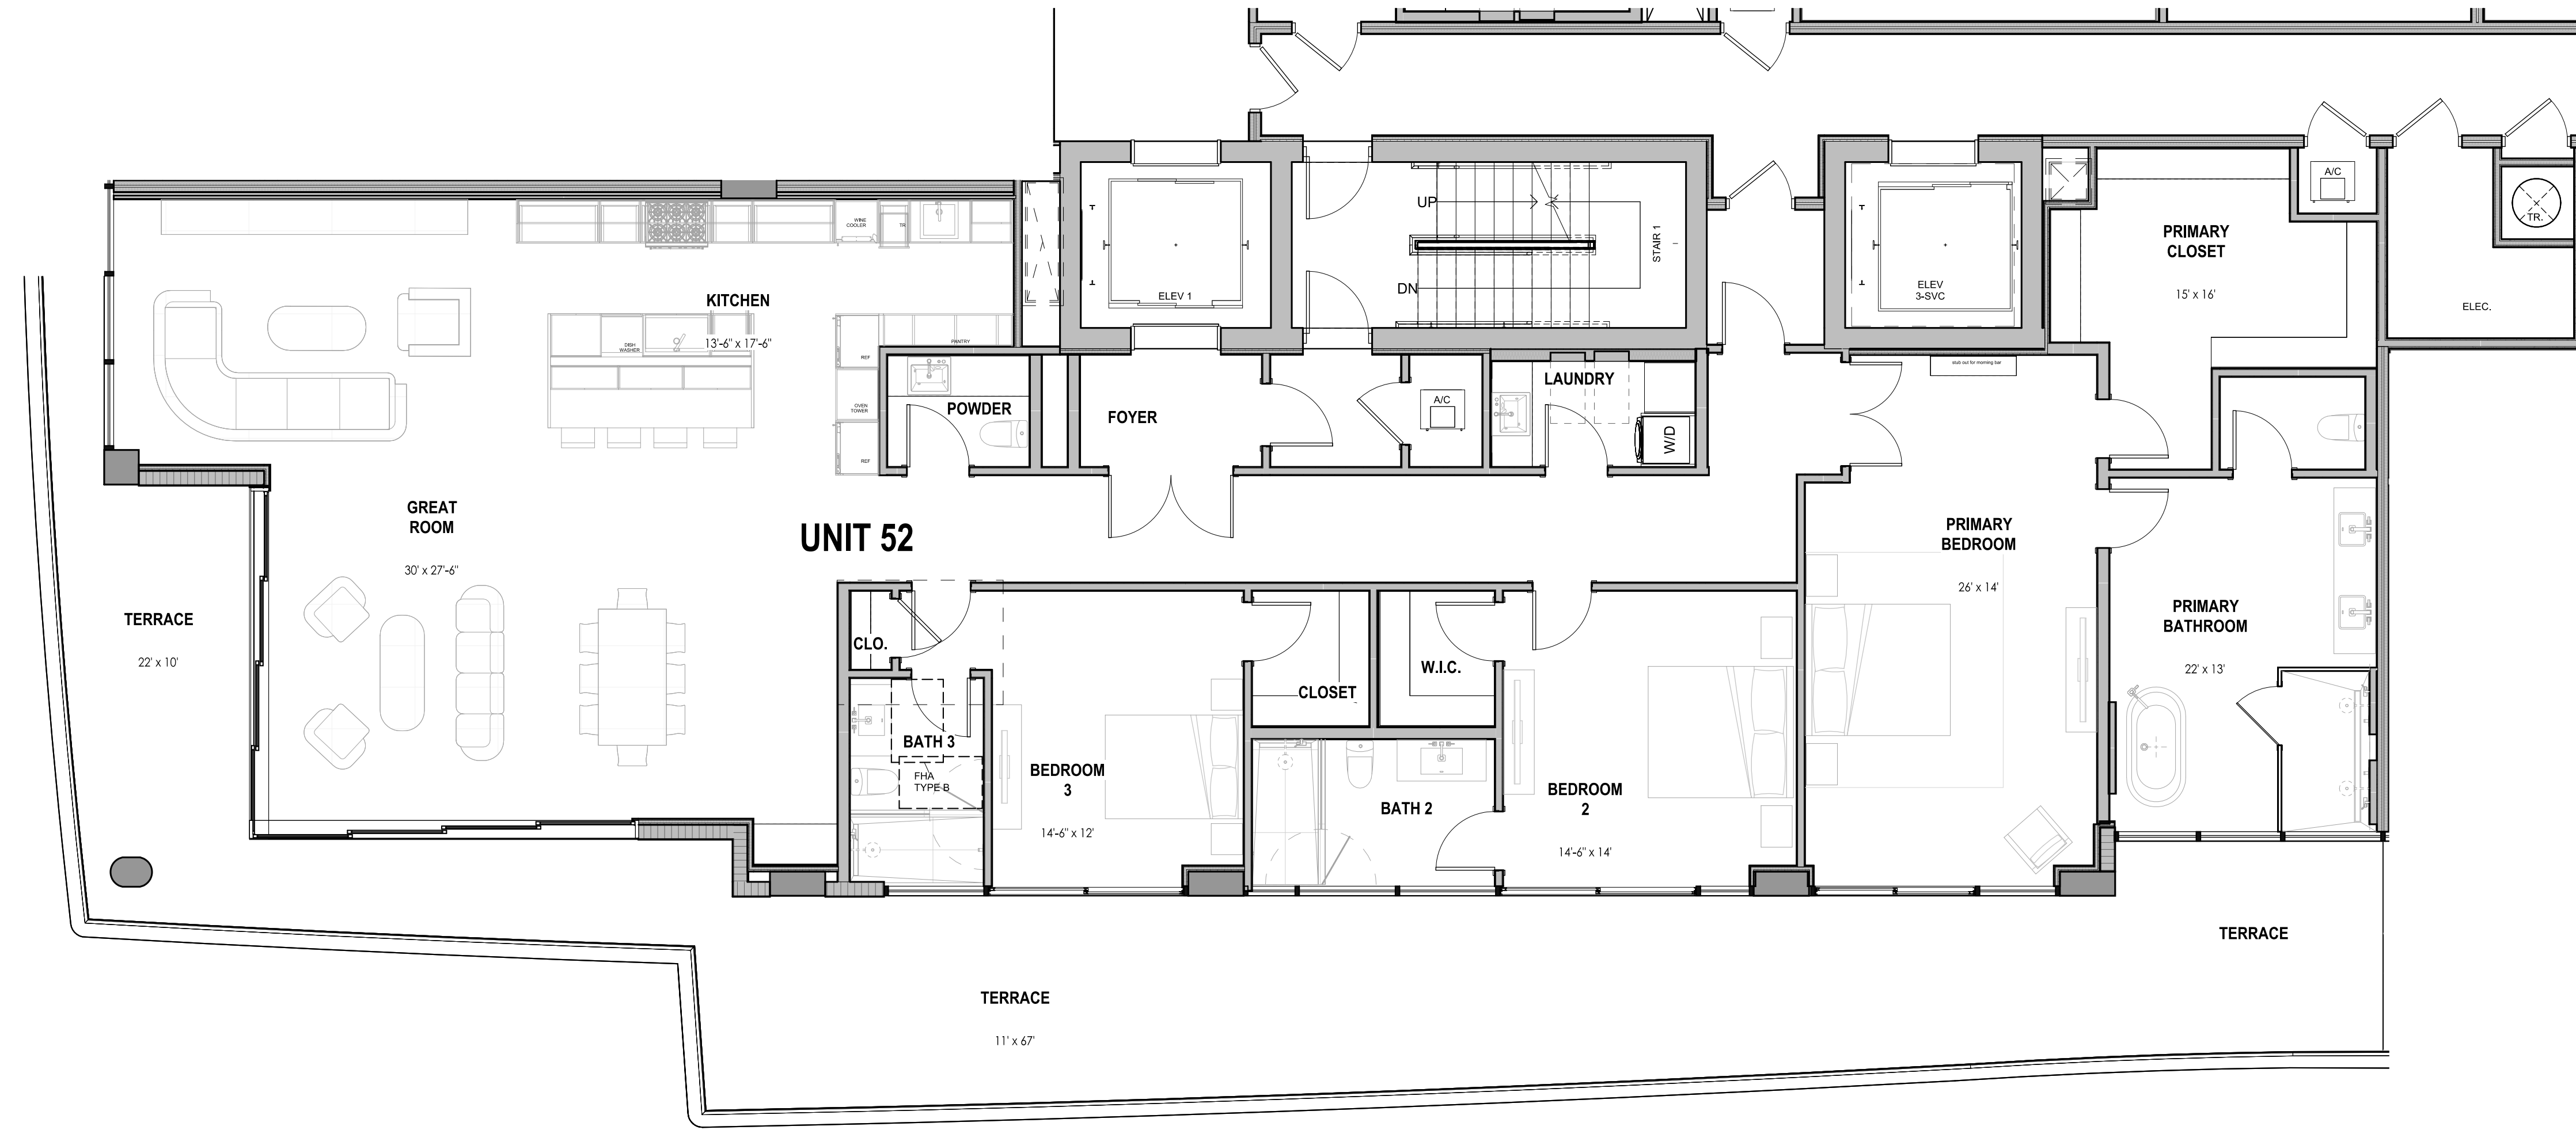 A/C
TR.
UP
STAIR 1
DN
ELEV 1
ELEV
3-SVC
PRIMARY
CLOSET
15' x 16'
ELEC.
WINE
COOLER
TR
KITCHEN
13'-6" x 17'-6"
DISH
WASHER
REF
PANTRY
OVEN
TOWER
REF
POWDER
FOYER
A/C
LAUNDRY
W/D
stub out for morning bar
GREAT
ROOM
30' x 27'-6"
UNIT 52
PRIMARY
BEDROOM
26' x 14'
TERRACE
22' x 10'
PRIMARY
BATHROOM
22' x 13'
CLO.
CLOSET
W.I.C.
BATH 3
FHA
TYPE B
BEDROOM
3
14'-6" x 12'
BATH 2
BEDROOM
2
14'-6" x 14'
TERRACE
TERRACE
11' x 67'